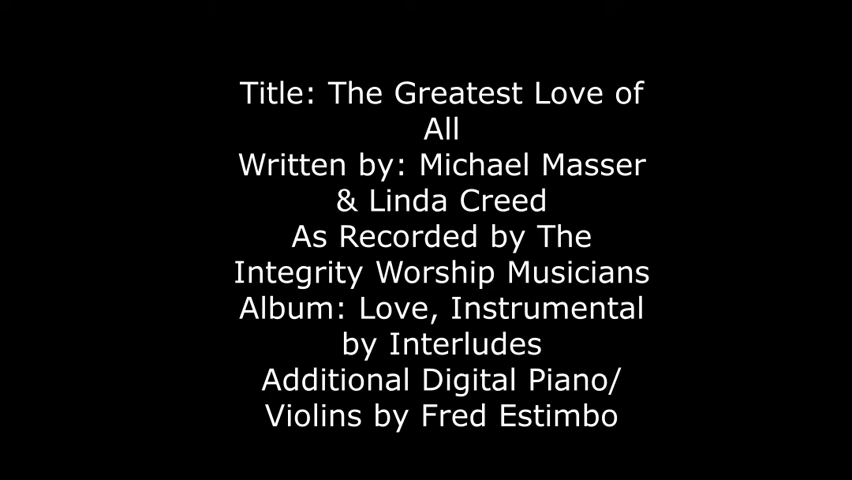 Title: The Greatest Love of
All
Written by: Michael Masser
& Linda Creed
As Recorded by The
Integrity Worship Musicians
Album: Love, Instrumental
by Interludes
Additional Digital Piano/
Violins by Fred Estimbo